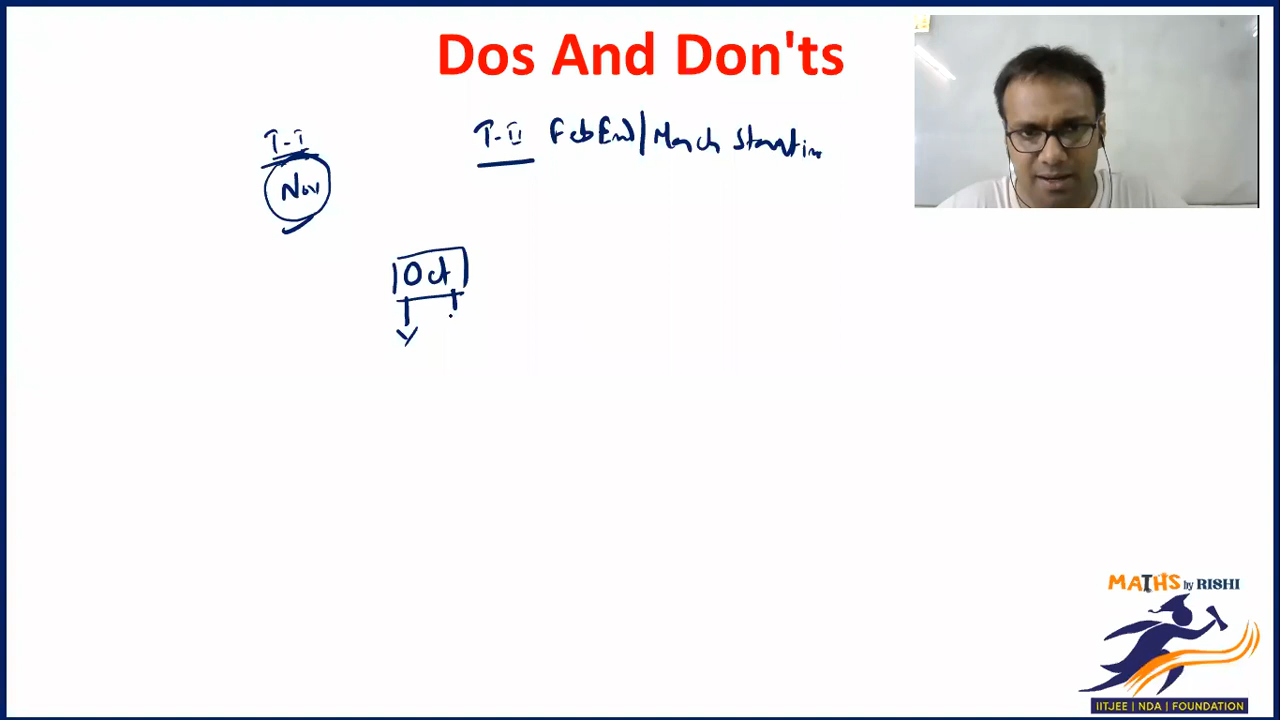 Dos And Don'ts
T-I
T-II Feb End/March Starting
Nov
Oct
MATHS by RISHI
IITJEE | NDA | FOUNDATION